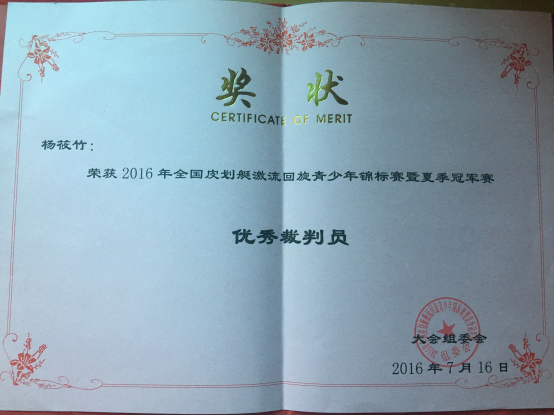 奖 状
CERTIFICATE OF MERIT
杨筱竹：
荣获 2016 年全国皮划艇激流回旋青少年锦标赛暨夏季冠军赛
优秀裁判员
大会组委会
2016 年 7 月 16 日